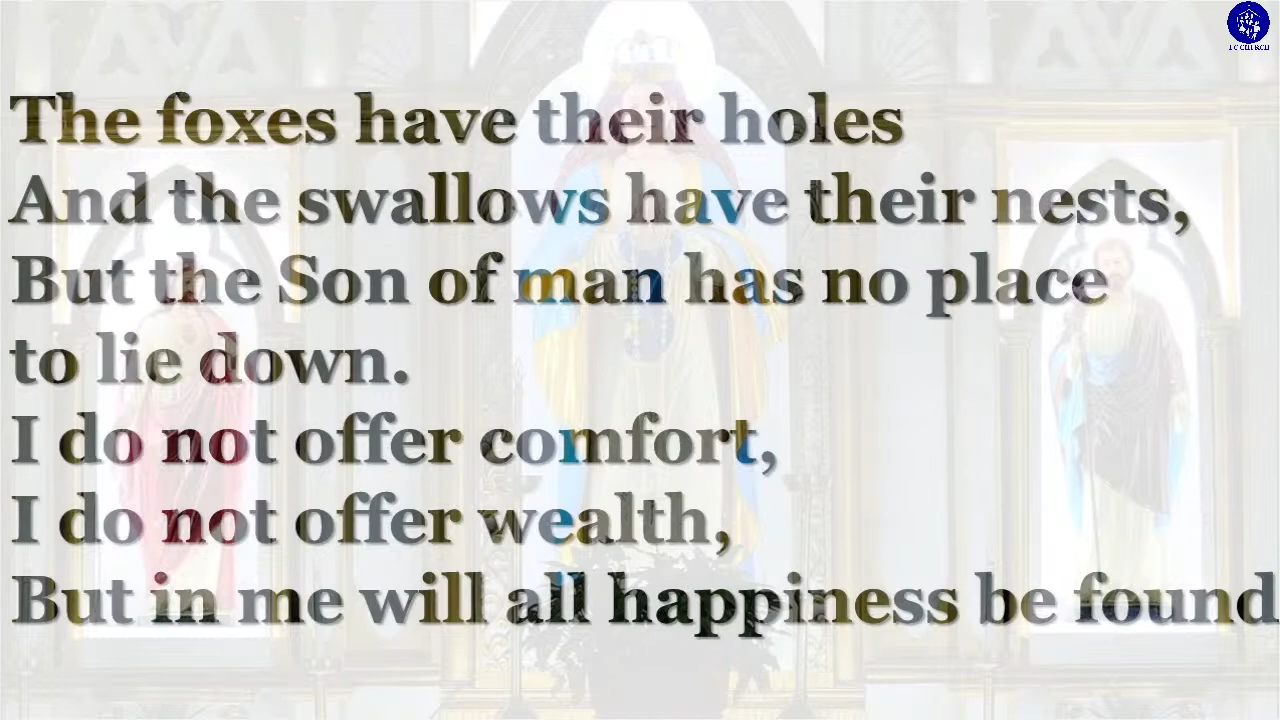 I C CHURCH
The foxes have their holes
And the swallows have their nests,
But the Son of man has no place
to lie down.
I do not offer comfort,
I do not offer wealth,
But in me will all happiness be found